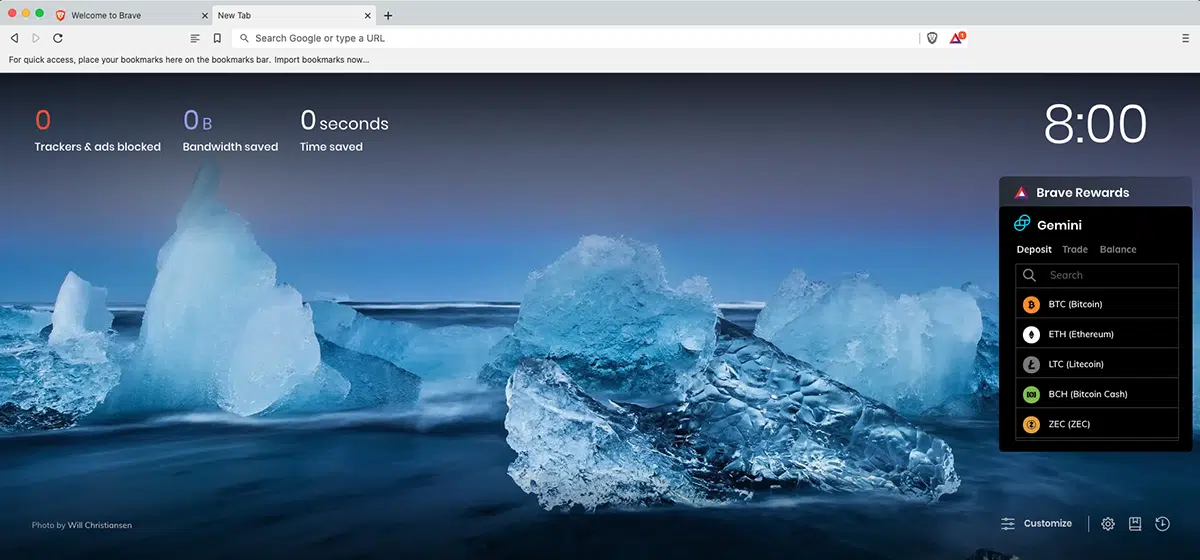 Welcome to Brave
New Tab
Search Google or type a URL
1
For quick access, place your bookmarks here on the bookmarks bar. Import bookmarks now...
0
Trackers & ads blocked
0 B
Bandwidth saved
0 seconds
Time saved
8:00
Brave Rewards
Gemini
Deposit Trade Balance
Search
BTC (Bitcoin)
ETH (Ethereum)
LTC (Litecoin)
BCH (Bitcoin Cash)
ZEC (ZEC)
Photo by Will Christiansen
Customize